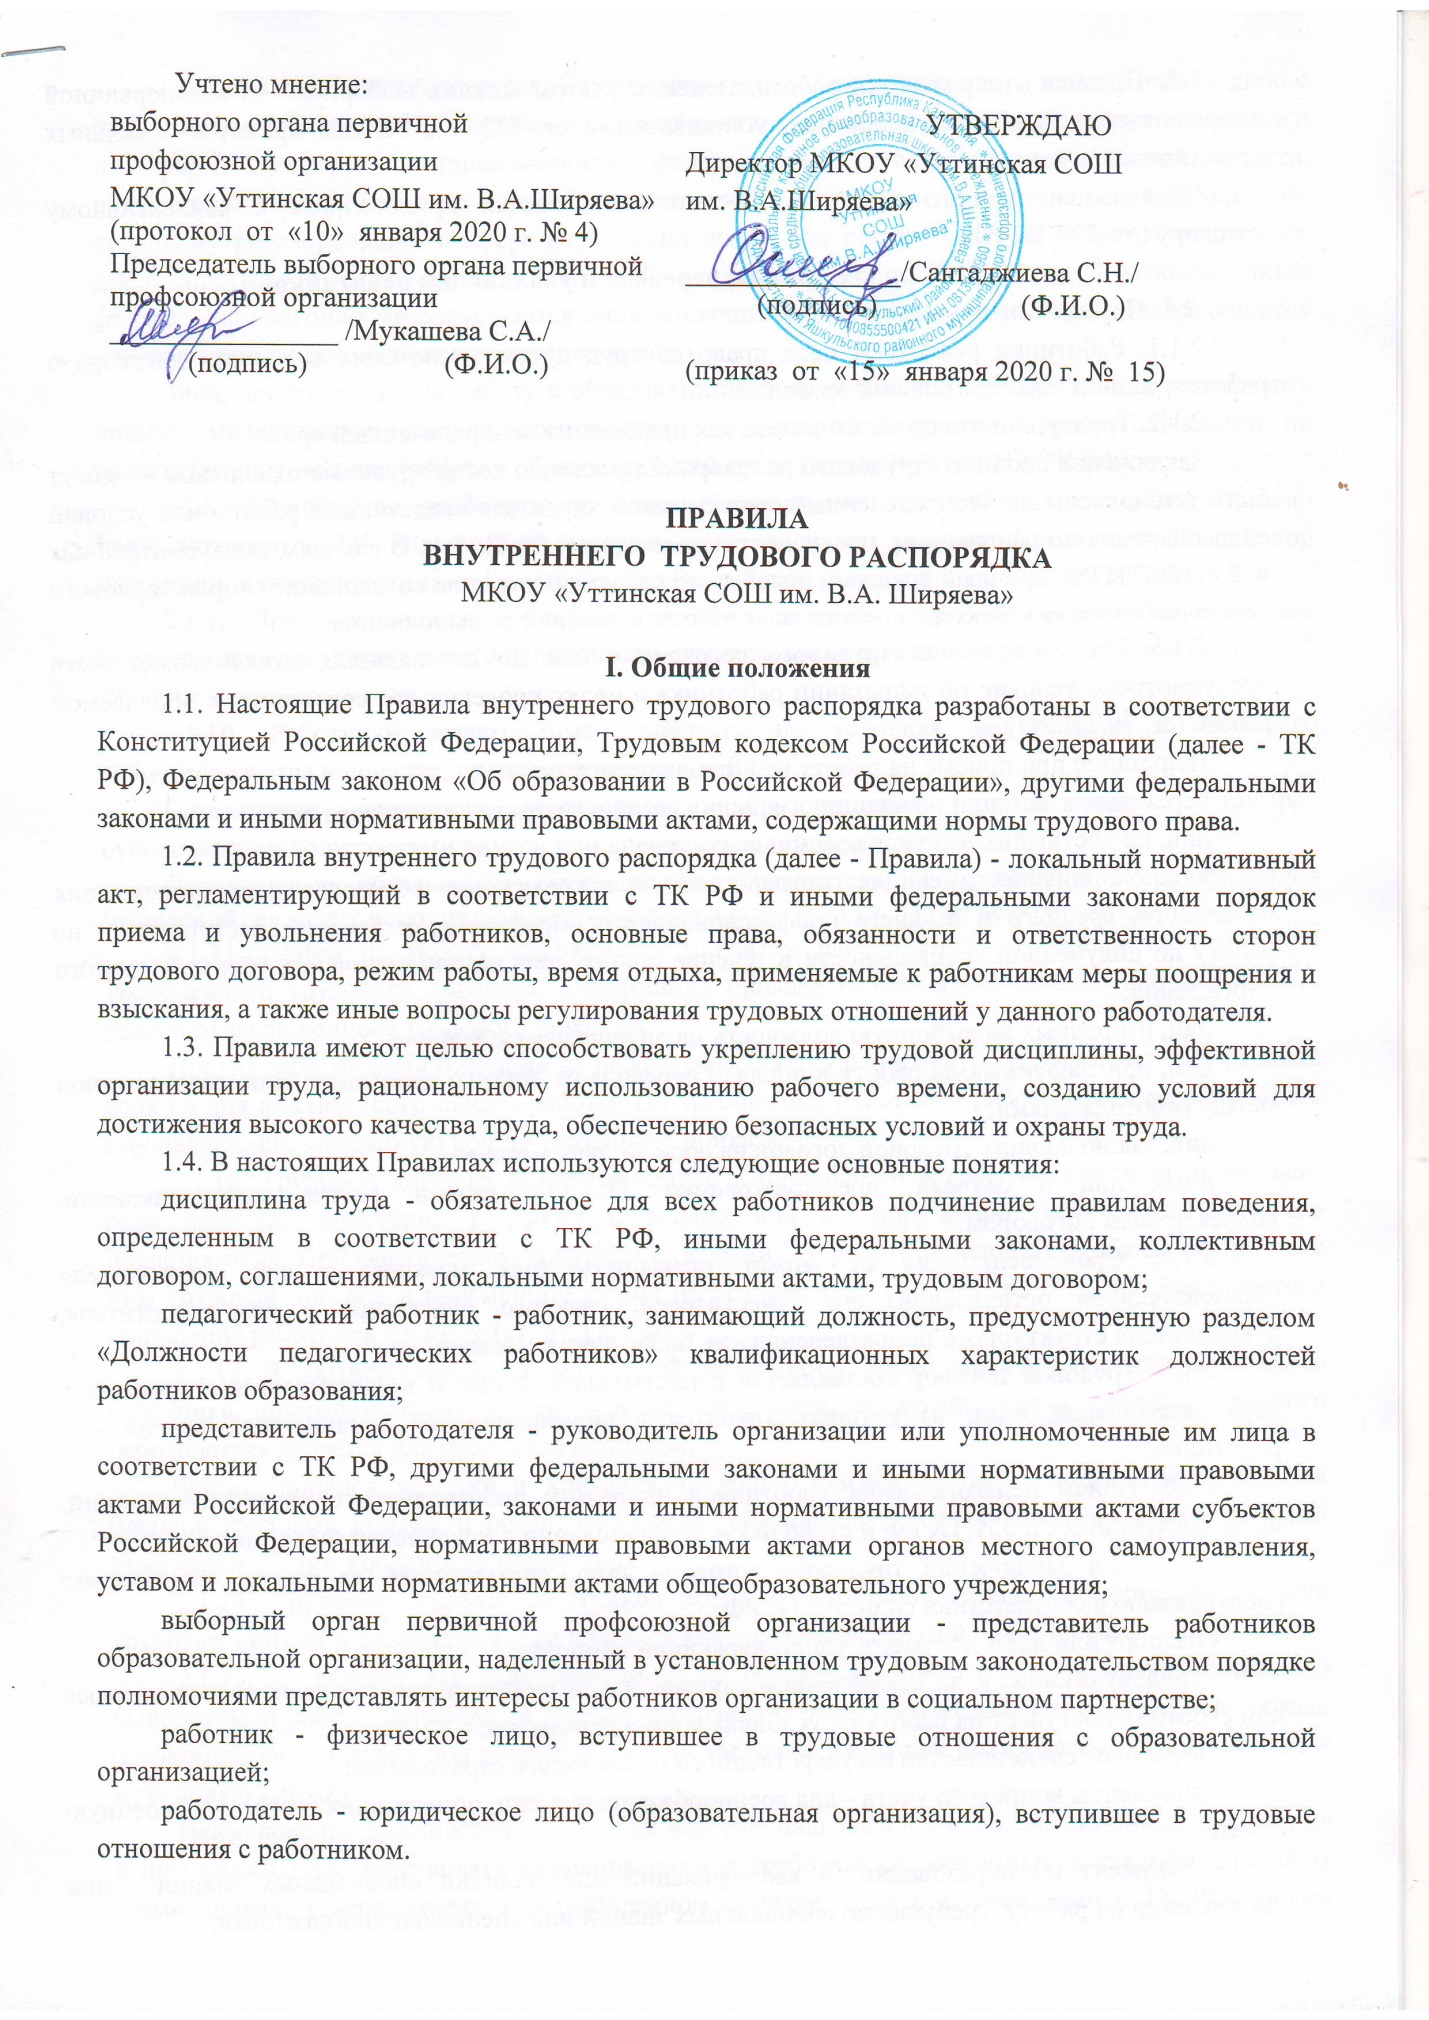 Учтено мнение:
выборного органа первичной
профсоюзной организации
МКОУ «Уттинская СОШ им. В.А.Ширяева»
(протокол от «10» января 2020 г. № 4)
Председатель выборного органа первичной
профсоюзной организации
/Мукашева С.А./
(подпись) (Ф.И.О.)
УТВЕРЖДАЮ
Директор МКОУ «Уттинская СОШ
им. В.А.Ширяева»
/Сангаджиева С.Н./
(подпись) (Ф.И.О.)
(приказ от «15» января 2020 г. № 15)
МКОУ
"Уттинская
СОШ
им.В.А.Ширяева"
ПРАВИЛА
ВНУТРЕННЕГО ТРУДОВОГО РАСПОРЯДКА
МКОУ «Уттинская СОШ им. В.А. Ширяева»
I. Общие положения
1.1. Настоящие Правила внутреннего трудового распорядка разработаны в соответствии с
Конституцией Российской Федерации, Трудовым кодексом Российской Федерации (далее - ТК
РФ), Федеральным законом «Об образовании в Российской Федерации», другими федеральными
законами и иными нормативными правовыми актами, содержащими нормы трудового права.
1.2. Правила внутреннего трудового распорядка (далее - Правила) - локальный нормативный
акт, регламентирующий в соответствии с ТК РФ и иными федеральными законами порядок
приема и увольнения работников, основные права, обязанности и ответственность сторон
трудового договора, режим работы, время отдыха, применяемые к работникам меры поощрения и
взыскания, а также иные вопросы регулирования трудовых отношений у данного работодателя.
1.3. Правила имеют целью способствовать укреплению трудовой дисциплины, эффективной
организации труда, рациональному использованию рабочего времени, созданию условий для
достижения высокого качества труда, обеспечению безопасных условий и охраны труда.
1.4. В настоящих Правилах используются следующие основные понятия:
дисциплина труда - обязательное для всех работников подчинение правилам поведения,
определенным в соответствии с ТК РФ, иными федеральными законами, коллективным
договором, соглашениями, локальными нормативными актами, трудовым договором;
педагогический работник - работник, занимающий должность, предусмотренную разделом
«Должности педагогических работников» квалификационных характеристик должностей
работников образования;
представитель работодателя - руководитель организации или уполномоченные им лица в
соответствии с ТК РФ, другими федеральными законами и иными нормативными правовыми
актами Российской Федерации, законами и иными нормативными правовыми актами субъектов
Российской Федерации, нормативными правовыми актами органов местного самоуправления,
уставом и локальными нормативными актами общеобразовательного учреждения;
выборный орган первичной профсоюзной организации - представитель работников
образовательной организации, наделенный в установленном трудовым законодательством порядке
полномочиями представлять интересы работников организации в социальном партнерстве;
работник - физическое лицо, вступившее в трудовые отношения с образовательной
организацией;
работодатель - юридическое лицо (образовательная организация), вступившее в трудовые
отношения с работником.